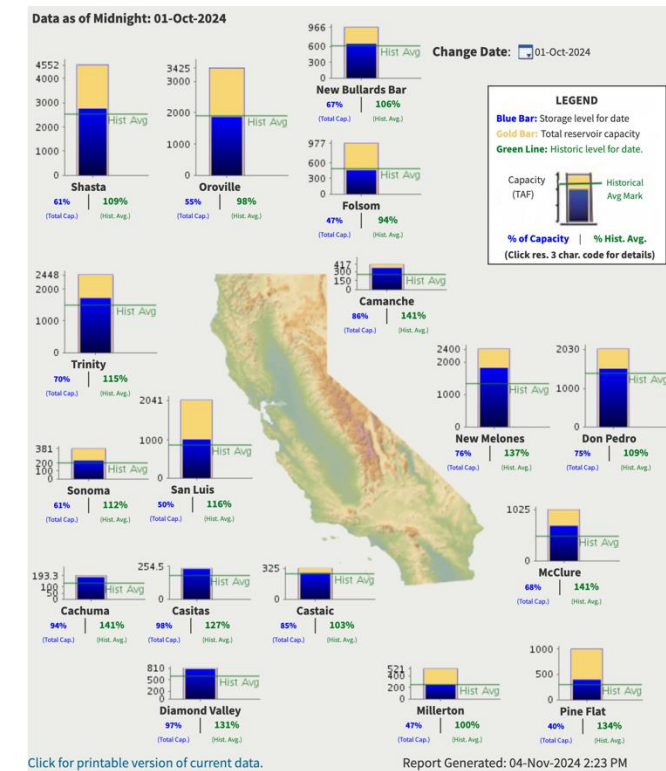 Data as of Midnight: 01-Oct-2024
Change Date: 01-Oct-2024
4552
4000
3000
2000
1000
0
Hist Avg
Shasta
61% | 109%
(Total Cap.) (Hist. Avg.)
3425
3000
2000
1000
0
Hist Avg
Oroville
55% | 98%
(Total Cap.) (Hist. Avg.)
966
600
300
0
Hist Avg
New Bullards Bar
67% | 106%
(Total Cap.) (Hist. Avg.)
977
600
300
0
Hist Avg
Folsom
47% | 94%
(Total Cap.) (Hist. Avg.)
LEGEND
Blue Bar: Storage level for date
Gold Bar: Total reservoir capacity
Green Line: Historic level for date.
Capacity
(TAF)
Historical
Avg Mark
% of Capacity | % Hist. Avg.
(Click res. 3 char. code for details)
417
300
150
0
Hist Avg
Camanche
86% | 141%
(Total Cap.) (Hist. Avg.)
2448
2000
1000
0
Hist Avg
Trinity
70% | 115%
(Total Cap.) (Hist. Avg.)
2400
2000
1000
0
Hist Avg
New Melones
76% | 137%
(Total Cap.) (Hist. Avg.)
2030
1000
0
Hist Avg
Don Pedro
75% | 109%
(Total Cap.) (Hist. Avg.)
381
200
100
0
Hist Avg
Sonoma
61% | 112%
(Total Cap.) (Hist. Avg.)
2041
1000
0
Hist Avg
San Luis
50% | 116%
(Total Cap.) (Hist. Avg.)
1025
0
Hist Avg
McClure
68% | 141%
(Total Cap.) (Hist. Avg.)
193.3
100
50
0
Hist Avg
Cachuma
94% | 141%
(Total Cap.) (Hist. Avg.)
254.5
0
Hist Avg
Casitas
98% | 127%
(Total Cap.) (Hist. Avg.)
325
0
Hist Avg
Castaic
85% | 103%
(Total Cap.) (Hist. Avg.)
810
500
200
0
Hist Avg
Diamond Valley
97% | 131%
(Total Cap.) (Hist. Avg.)
521
400
200
0
Hist Avg
Millerton
47% | 100%
(Total Cap.) (Hist. Avg.)
1000
500
0
Hist Avg
Pine Flat
40% | 134%
(Total Cap.) (Hist. Avg.)
Click for printable version of current data.
Report Generated: 04-Nov-2024 2:23 PM